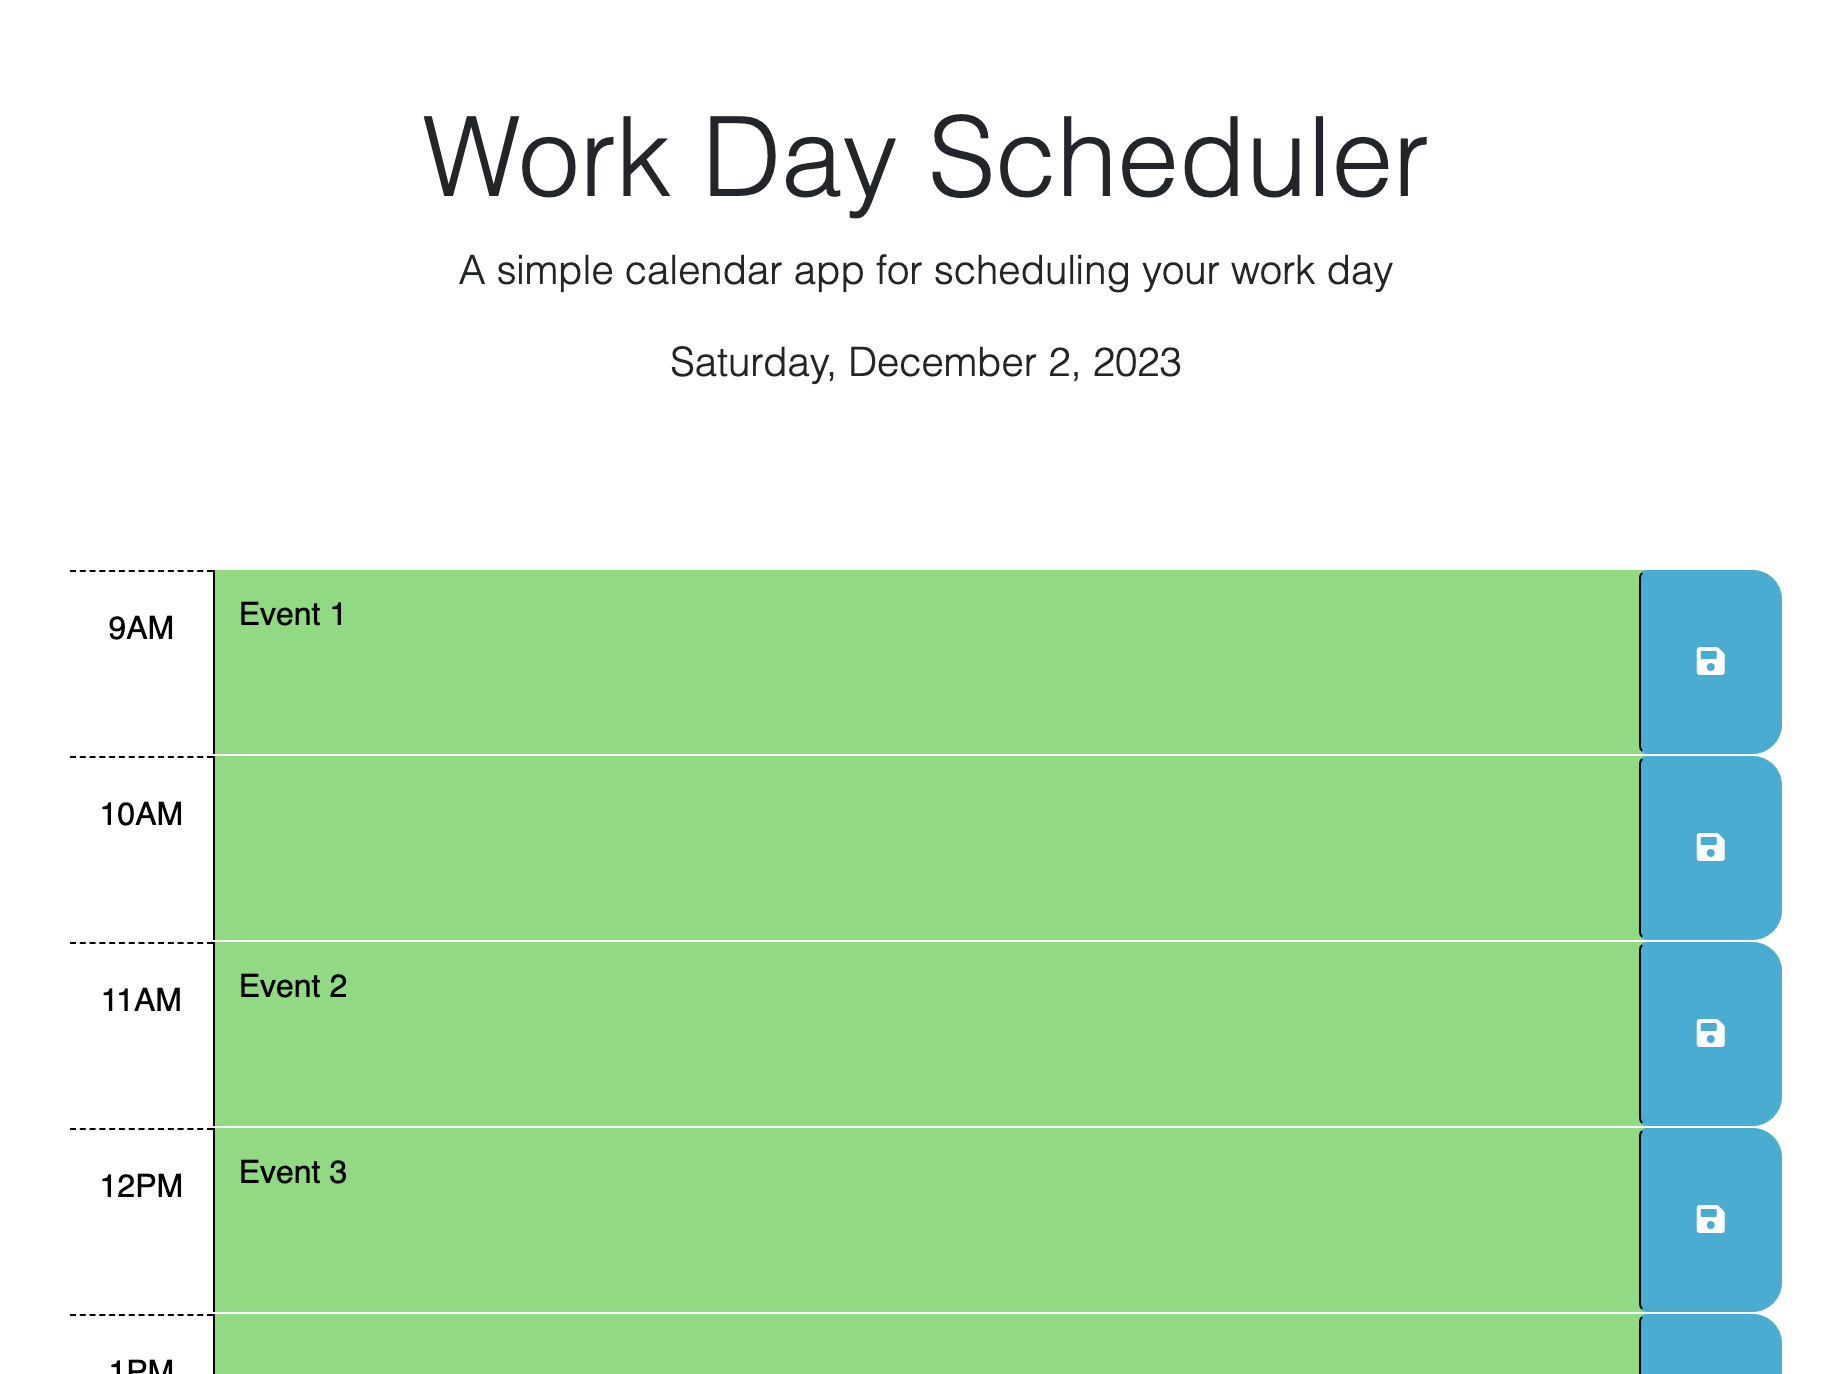 Work Day Scheduler
A simple calendar app for scheduling your work day
Saturday, December 2, 2023
9AM
Event 1
10AM
11AM
Event 2
12PM
Event 3
1PM